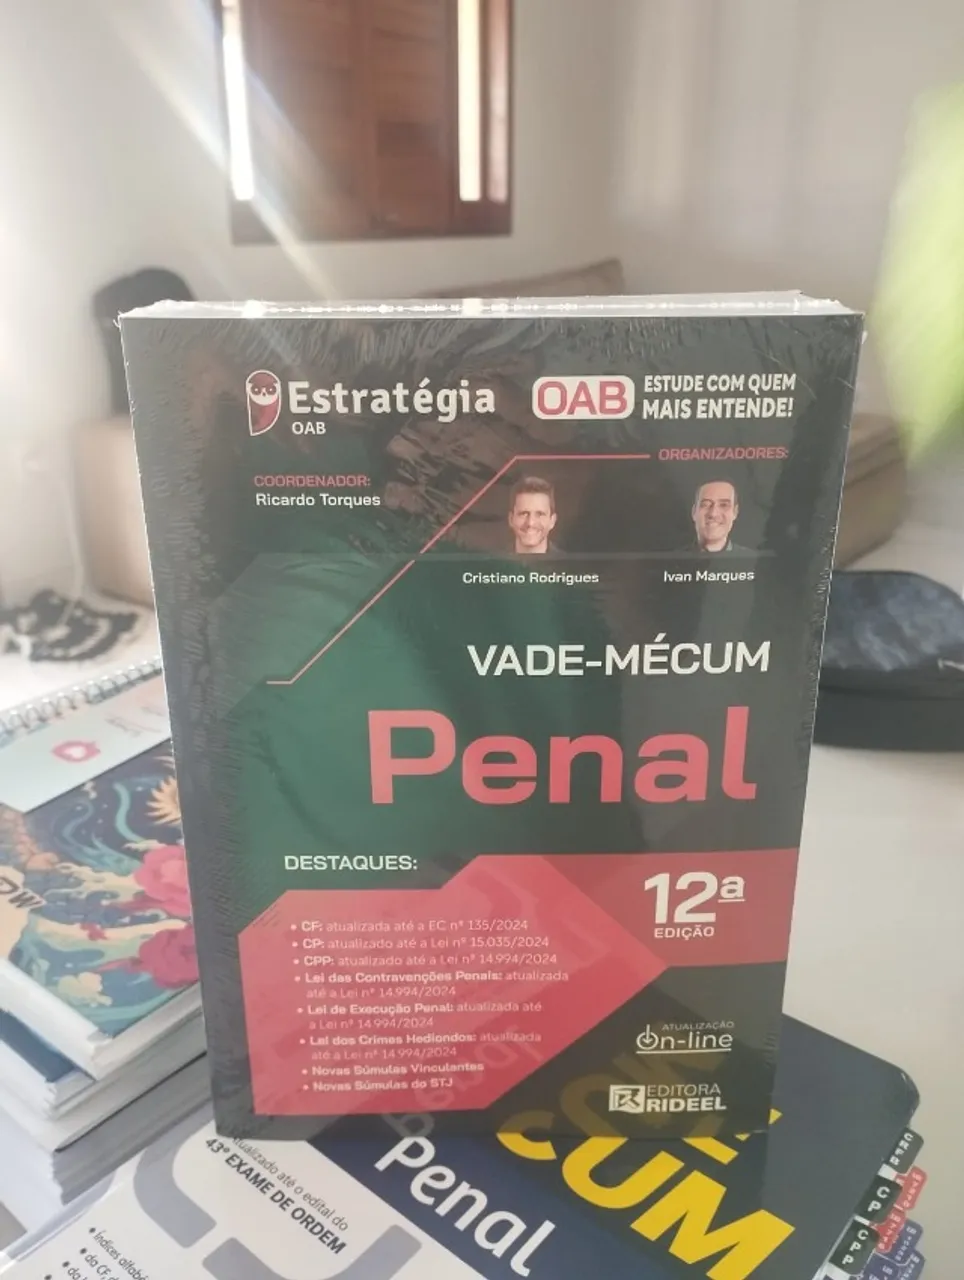 Estratégia
OAB
OAB
ESTUDE COM QUEM
MAIS ENTENDE!
ORGANIZADORES:
COORDENADOR:
Ricardo Torques
Cristiano Rodrigues
Ivan Marques
VADE-MÉCUM
Penal
DESTAQUES:
12ª
EDIÇÃO
• CF: atualizada até a EC nº 135/2024
• CP: atualizado até a Lei nº 15.035/2024
• CPP: atualizado até a Lei nº 14.994/2024
• Lei das Contravenções Penais: atualizada
até a Lei nº 14.994/2024
• Lei de Execução Penal: atualizada até
a Lei nº 14.994/2024
• Lei dos Crimes Hediondos: atualizada
até a Lei nº 14.994/2024
• Novas Súmulas Vinculantes
• Novas Súmulas do STJ
ATUALIZAÇÃO
On-line
EDITORA
RIDEEL
Penal
CUM
Atualizado até o edital do
43º EXAME DE ORDEM
• Índices
• da CF,
CP
CPP